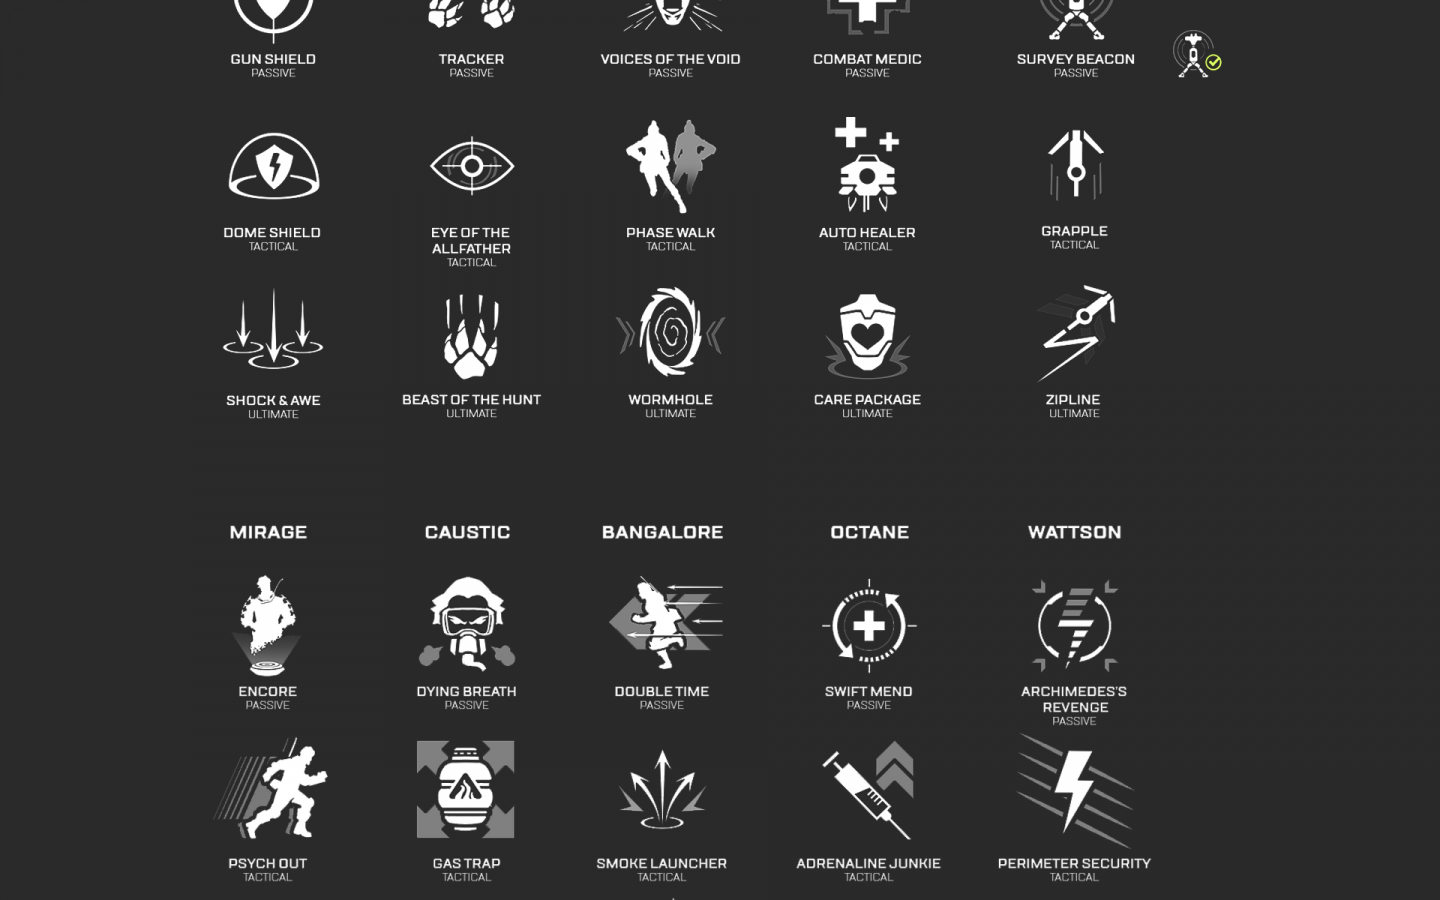 GUN SHIELD
PASSIVE
TRACKER
PASSIVE
VOICES OF THE VOID
PASSIVE
COMBAT MEDIC
PASSIVE
SURVEY BEACON
PASSIVE
DOME SHIELD
TACTICAL
EYE OF THE
ALLFATHER
TACTICAL
PHASE WALK
TACTICAL
AUTO HEALER
TACTICAL
GRAPPLE
TACTICAL
SHOCK & AWE
ULTIMATE
BEAST OF THE HUNT
ULTIMATE
WORMHOLE
ULTIMATE
CARE PACKAGE
ULTIMATE
ZIPLINE
ULTIMATE
MIRAGE
CAUSTIC
BANGALORE
OCTANE
WATTSON
ENCORE
PASSIVE
DYING BREATH
PASSIVE
DOUBLE TIME
PASSIVE
SWIFT MEND
PASSIVE
ARCHIMEDES'S
REVENGE
PASSIVE
PSYCH OUT
TACTICAL
GAS TRAP
TACTICAL
SMOKE LAUNCHER
TACTICAL
ADRENALINE JUNKIE
TACTICAL
PERIMETER SECURITY
TACTICAL